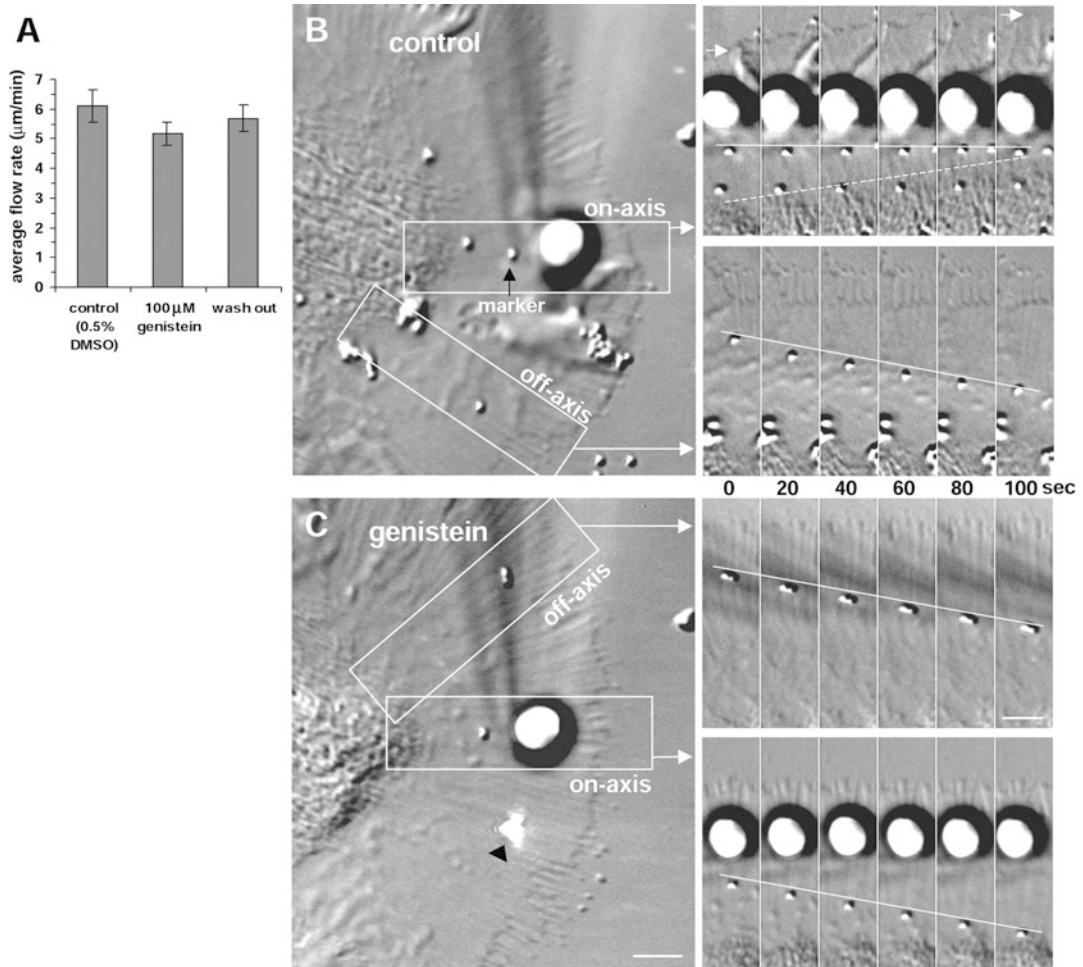 A
average flow rate (µm/min)
7
6
5
4
3
2
1
0
control
(0.5%
DMSO)
100 µM
genistein
wash out
B
control
on-axis
marker
off-axis
0 20 40 60 80 100 sec
C
genistein
off-axis
on-axis